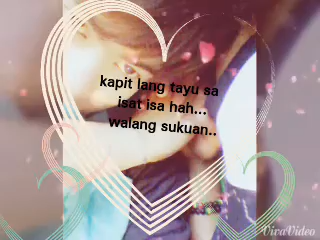 kapit lang tayu sa
isat isa hah...
walang sukuan..
VivaVideo